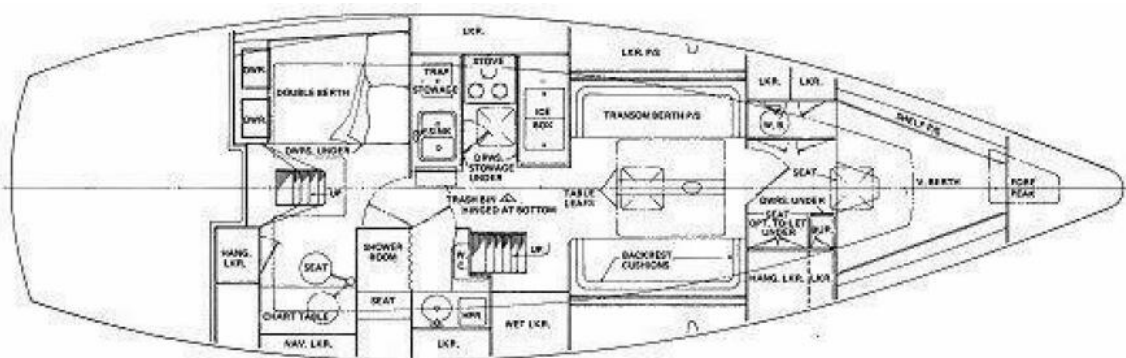 LKR.
LKR. P/S
DWR.
DOUBLE BERTH
TRAP
STOWAGE
STOVE
ICE
BOX
TRANSOM BERTH P/S
LKR.
LKR.
SHELF P/S
DWR.
SINK
W. B.
DWRS. UNDER
DRWS.
STOWAGE
UNDER
SEAT
V. BERTH
FORE
PEAK
UP
TRASH BIN
HINGED AT BOTTOM
TABLE
LEAFS
DWRS. UNDER
SEAT
OPT. TOILET
UNDER
BUR.
HANG.
LKR.
SHOWER
ROOM
SEAT
W.
C.
UP
BACKREST
CUSHIONS
HANG. LKR.
LKR
CHART TABLE
SEAT
HPR.
WET LKR.
NAV. LKR.
LKR.